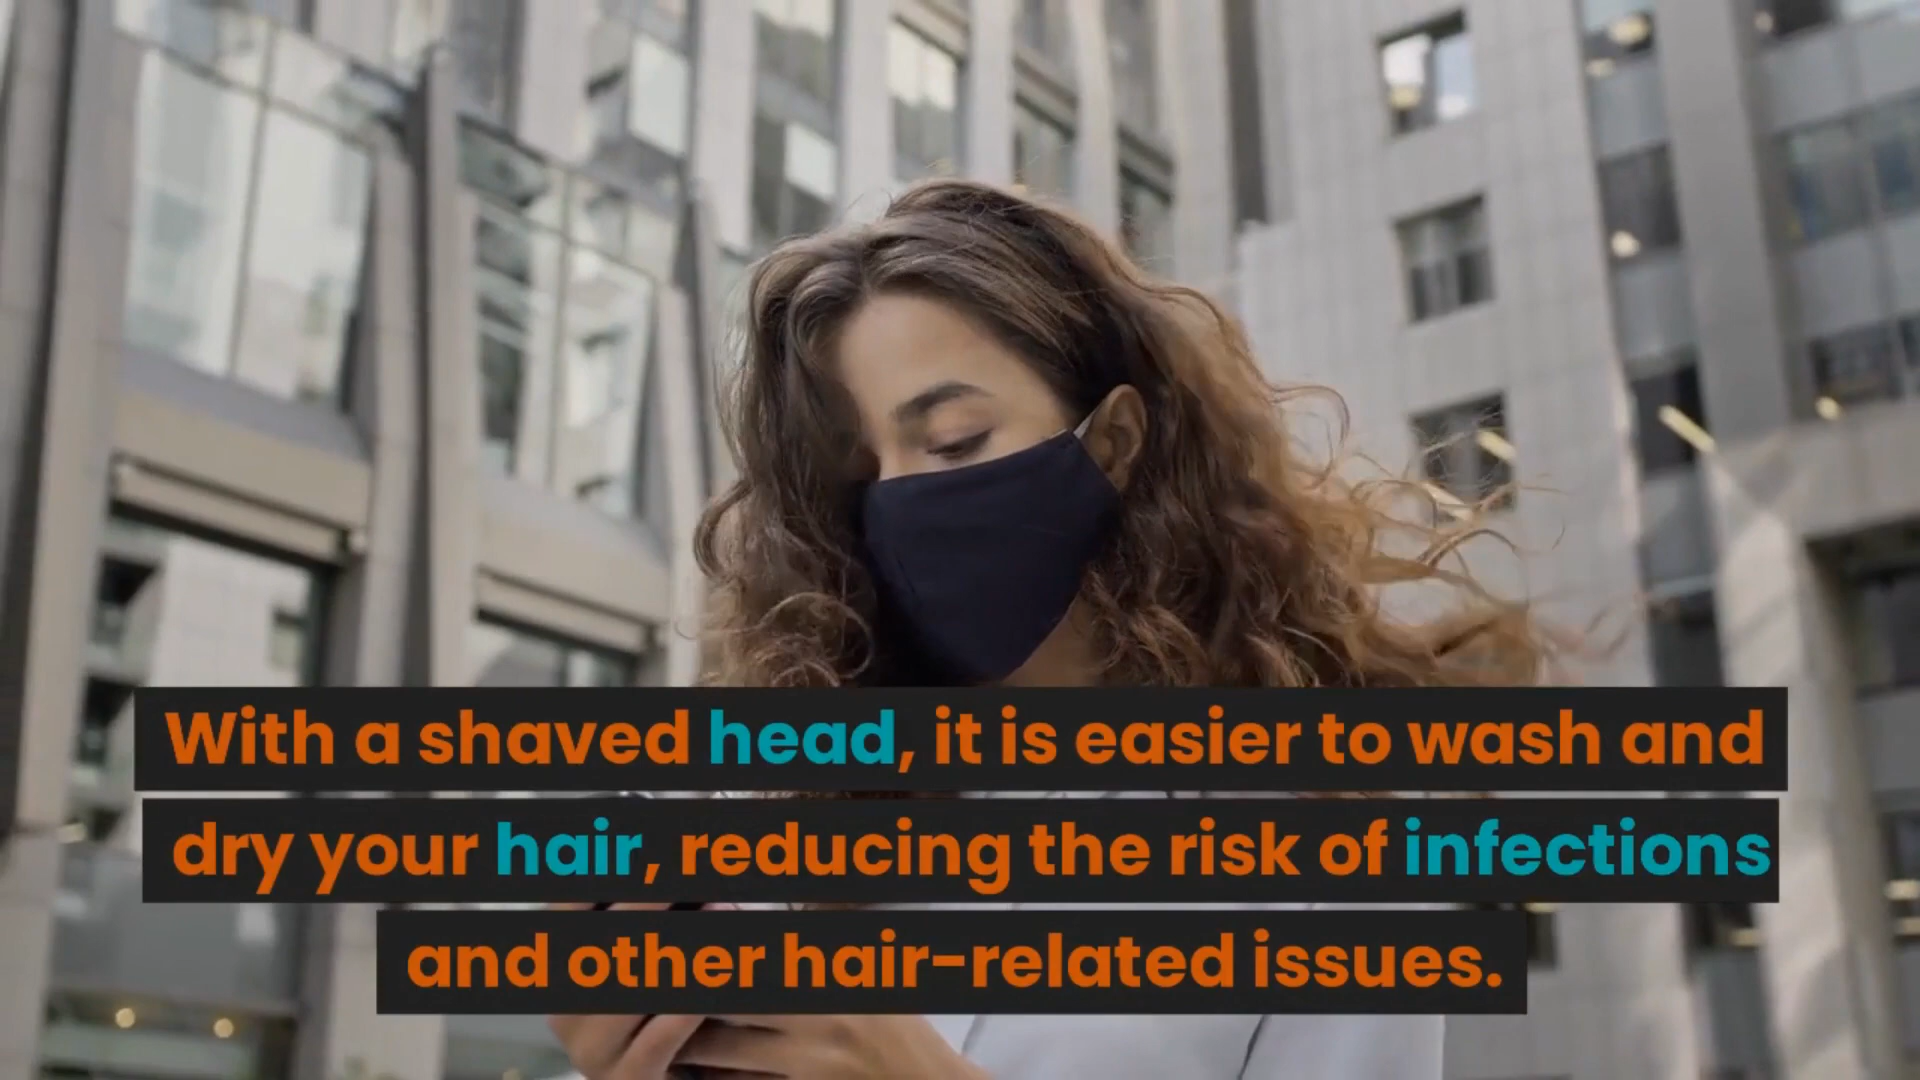 With a shaved head, it is easier to wash and
dry your hair, reducing the risk of infections
and other hair-related issues.